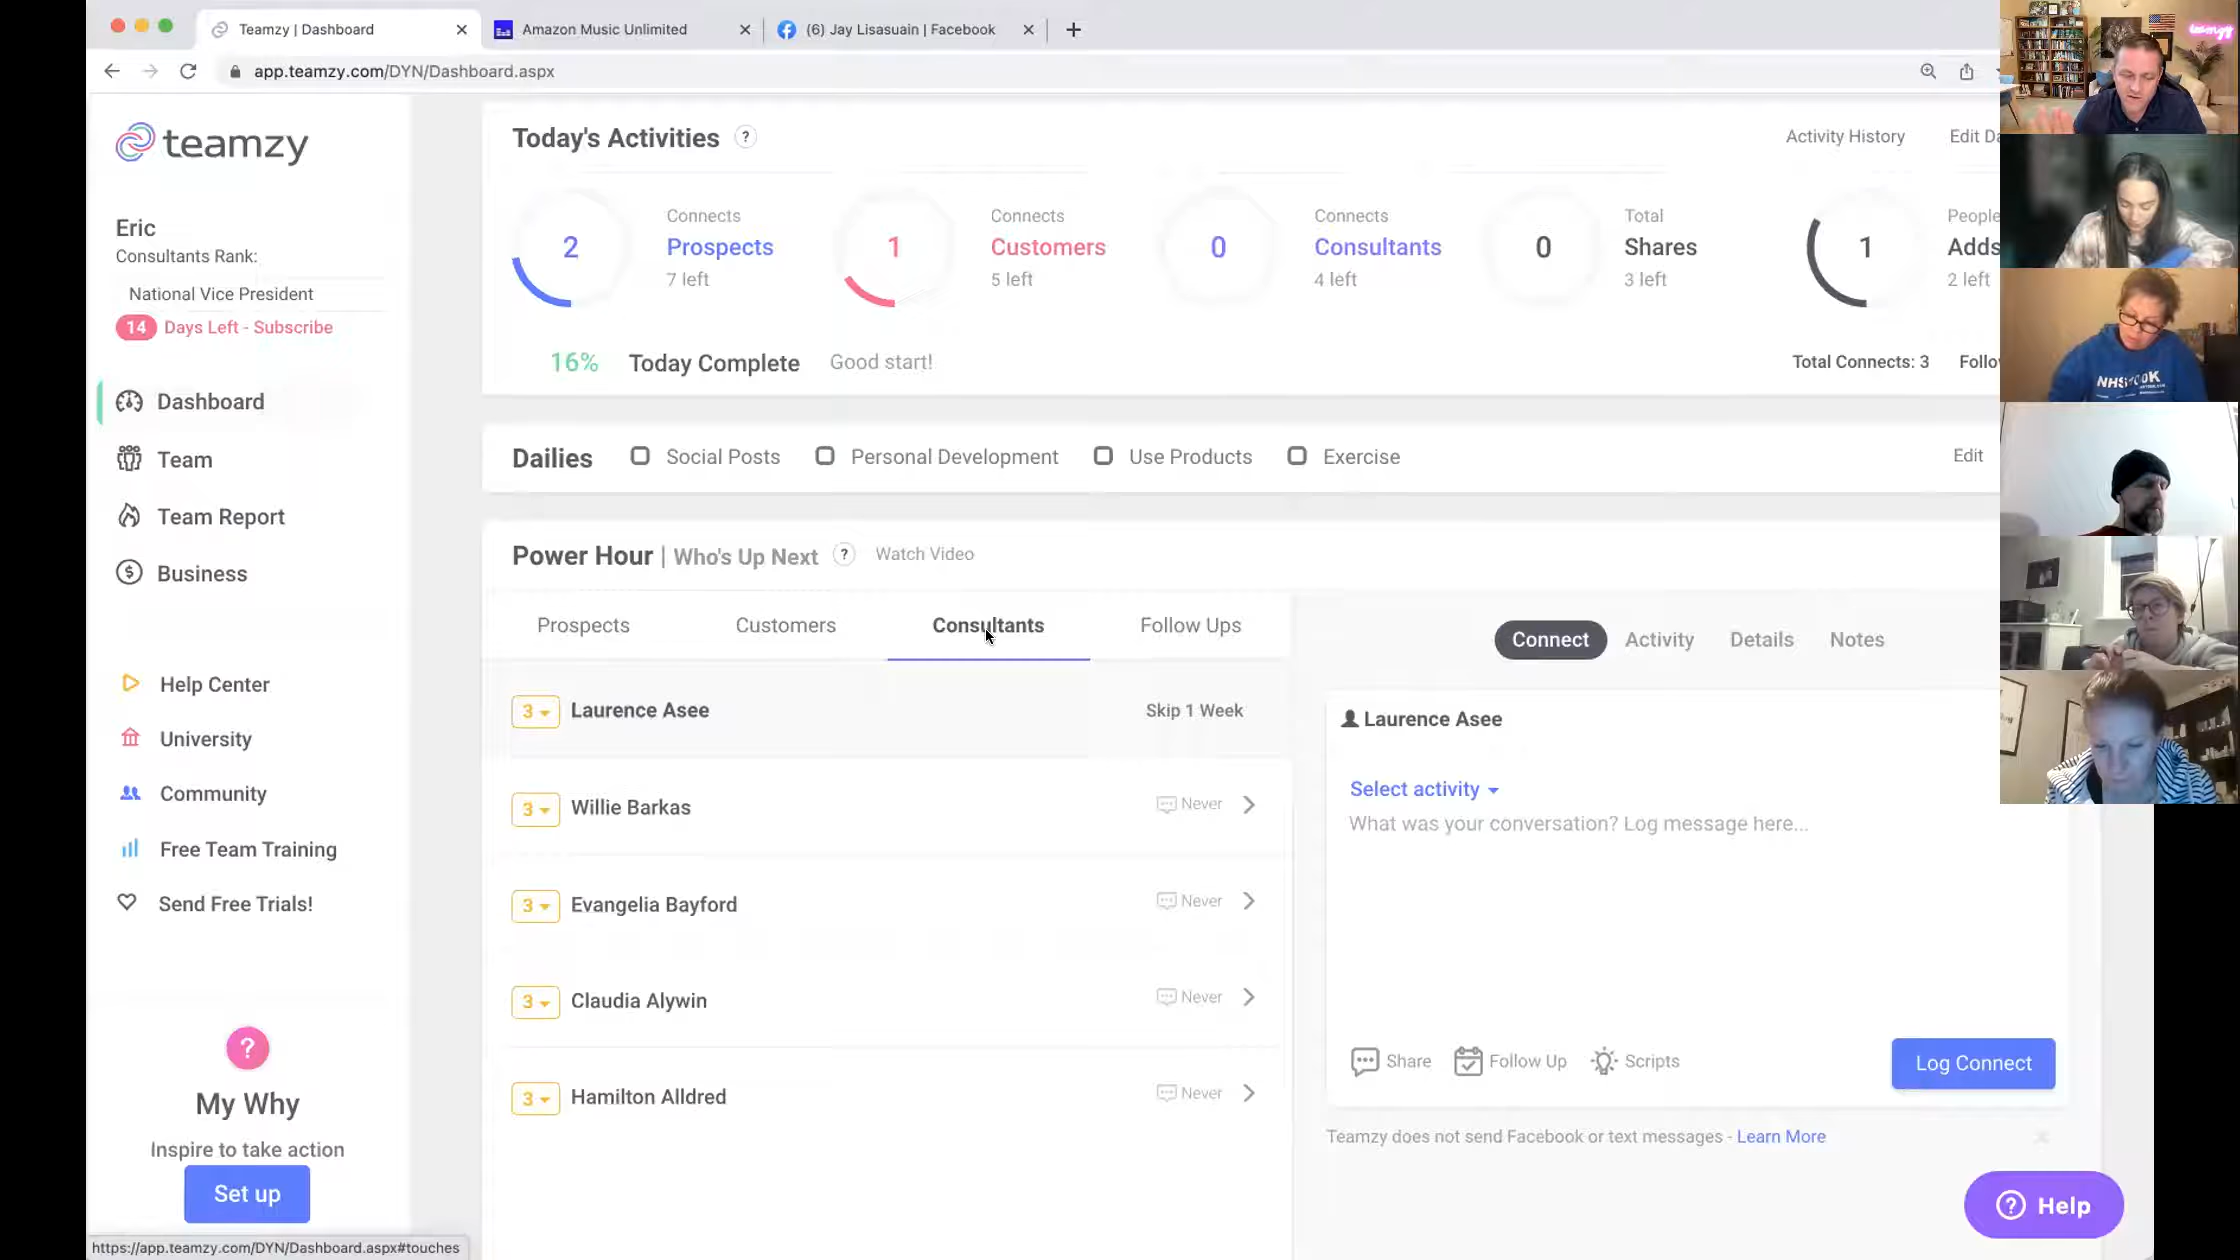 Teamzy | Dashboard
Amazon Music Unlimited
(6) Jay Lisasuain | Facebook
app.teamzy.com/DYN/Dashboard.aspx
teamzy
Eric
Consultants Rank:
National Vice President
14 Days Left - Subscribe
Dashboard
Team
Team Report
Business
Help Center
University
Community
Free Team Training
Send Free Trials!
?
My Why
Inspire to take action
Set up
https://app.teamzy.com/DYN/Dashboard.aspx#touches
Today's Activities ?
Activity History
Edit Da
2
Connects
Prospects
7 left
1
Connects
Customers
5 left
0
Connects
Consultants
4 left
0
Total
Shares
3 left
1
People
Adds
2 left
16% Today Complete Good start!
Total Connects: 3 Follo
Dailies Social Posts Personal Development Use Products Exercise Edit
Power Hour | Who's Up Next ? Watch Video
Prospects Customers Consultants Follow Ups
3 Laurence Asee Skip 1 Week
3 Willie Barkas Never
3 Evangelia Bayford Never
3 Claudia Alywin Never
3 Hamilton Alldred Never
Connect Activity Details Notes
Laurence Asee
Select activity
What was your conversation? Log message here...
Share Follow Up Scripts Log Connect
Teamzy does not send Facebook or text messages - Learn More
? Help
teamzy